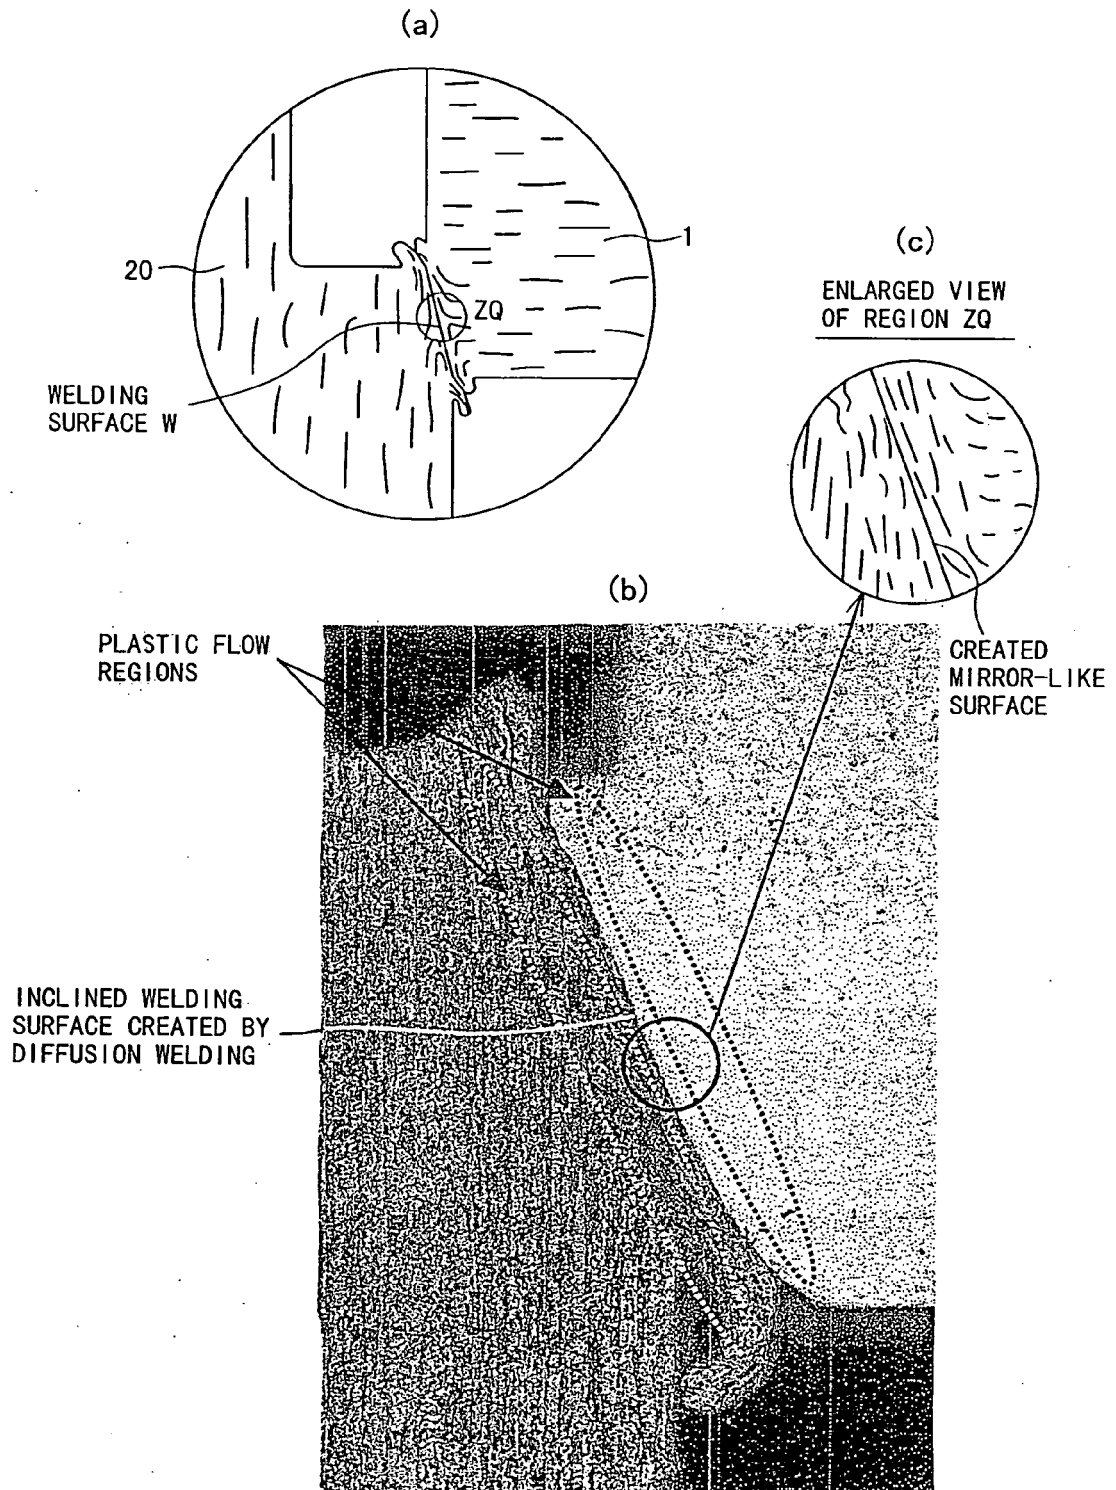 (a)
20
1
ZQ
WELDING
SURFACE W
(c)
ENLARGED VIEW
OF REGION ZQ
CREATED
MIRROR-LIKE
SURFACE
(b)
PLASTIC FLOW
REGIONS
INCLINED WELDING
SURFACE CREATED BY
DIFFUSION WELDING